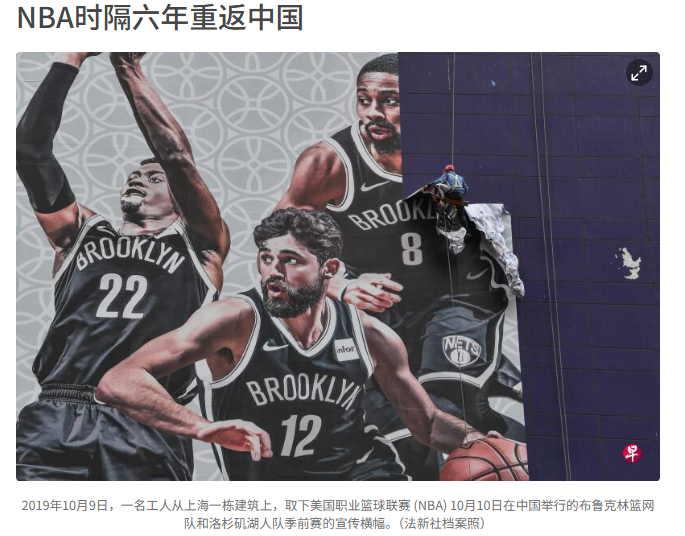 NBA时隔六年重返中国
BROOKLYN
8
BROOKLYN
22
NETS
infor
BROOKLYN
12
早
2019年10月9日，一名工人从上海一栋建筑上，取下美国职业篮球联赛 (NBA) 10月10日在中国举行的布鲁克林篮网
队和洛杉矶湖人队季前赛的宣传横幅。（法新社档案照）